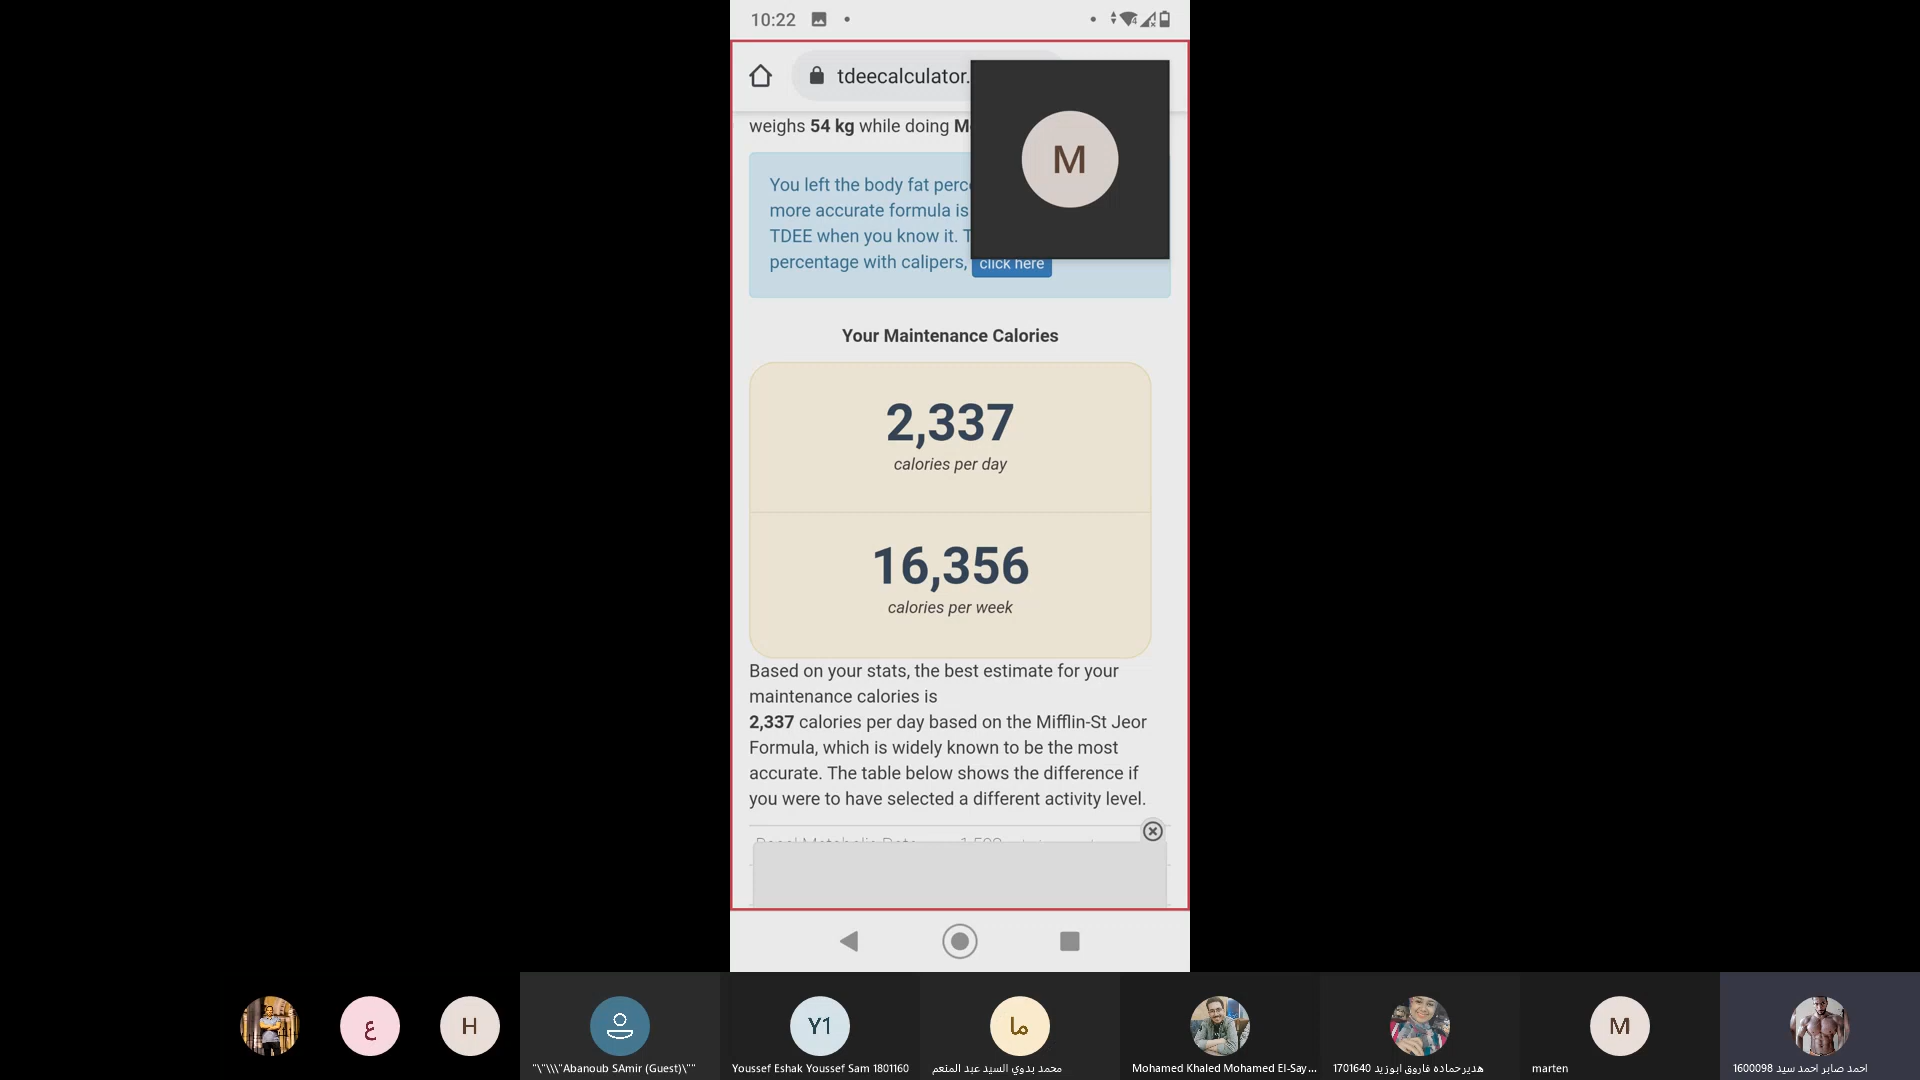 10:22
tdeecalculator.
weighs 54 kg while doing
M
You left the body fat
more accurate formula is
TDEE when you know it.
percentage with calipers, click here
Your Maintenance Calories
2,337
calories per day
16,356
calories per week
Based on your stats, the best estimate for your
maintenance calories is
2,337 calories per day based on the Mifflin-St Jeor
Formula, which is widely known to be the most
accurate. The table below shows the difference if
you were to have selected a different activity level.
ع
H
Y1
ما
M
"\"\\\"Abanoub SAmir (Guest)\""
Youssef Eshak Youssef Sam 1801160
محمد بدوي السيد عبد المنعم
Mohamed Khaled Mohamed El-Say...
هديرحماده فاروق ابوزيد 1701640
marten
احمد صابر احمد سيد 1600098